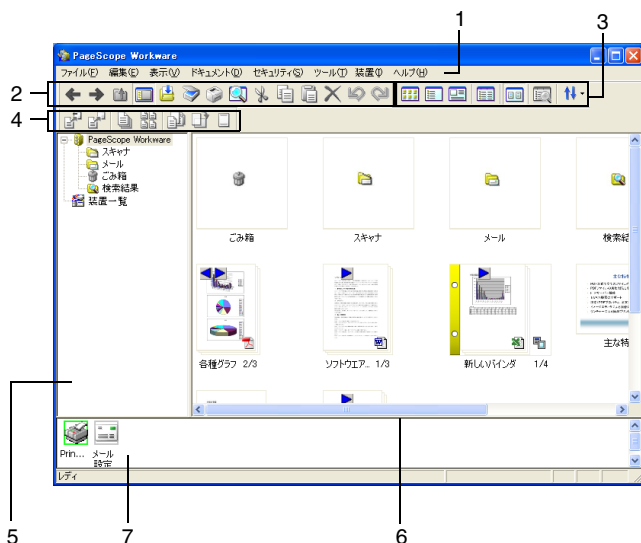 1
3
PageScope Workware
ファイル(F) 編集(E) 表示(V) ドキュメント(D) セキュリティ(S) ツール(T) 装置(I) ヘルプ(H)
2
4
PageScope Workware
スキャナ
メール
ごみ箱
検索結果
装置一覧
ごみ箱
スキャナ
メール
検索結
各種グラフ 2/3
ソフトウエア... 1/3
新しいバインダ 1/4
主な特
Prin...
メール設定
レディ
5
7
6